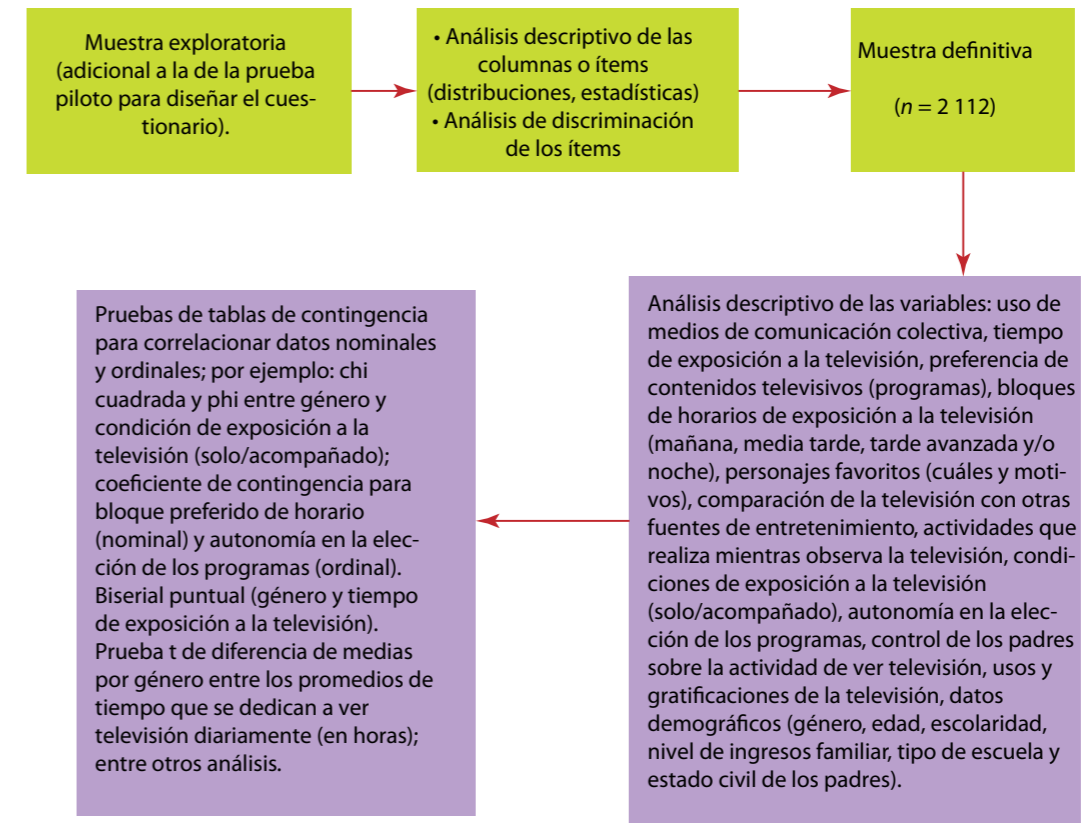 Muestra exploratoria
(adicional a la de la prueba
piloto para diseñar el cues-
tionario).
• Análisis descriptivo de las
columnas o ítems
(distribuciones, estadísticas)
• Análisis de discriminación
de los ítems
Muestra definitiva
(n = 2 112)
Análisis descriptivo de las variables: uso de
medios de comunicación colectiva, tiempo
de exposición a la televisión, preferencia de
contenidos televisivos (programas), bloques
de horarios de exposición a la televisión
(mañana, media tarde, tarde avanzada y/o
noche), personajes favoritos (cuáles y moti-
vos), comparación de la televisión con otras
fuentes de entretenimiento, actividades que
realiza mientras observa la televisión, condi-
ciones de exposición a la televisión
(solo/acompañado), autonomía en la elec-
ción de los programas, control de los padres
sobre la actividad de ver televisión, usos y
gratificaciones de la televisión, datos
demográficos (género, edad, escolaridad,
nivel de ingresos familiar, tipo de escuela y
estado civil de los padres).
Pruebas de tablas de contingencia
para correlacionar datos nominales
y ordinales; por ejemplo: chi
cuadrada y phi entre género y
condición de exposición a la
televisión (solo/acompañado);
coeficiente de contingencia para
bloque preferido de horario
(nominal) y autonomía en la elec-
ción de los programas (ordinal).
Biserial puntual (género y tiempo
de exposición a la televisión).
Prueba t de diferencia de medias
por género entre los promedios de
tiempo que se dedican a ver
televisión diariamente (en horas);
entre otros análisis.